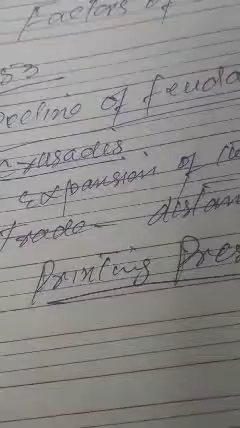 Factors of
53
Decline of feuda
Crusades
Expansion of
Trade distan
Printing Pres